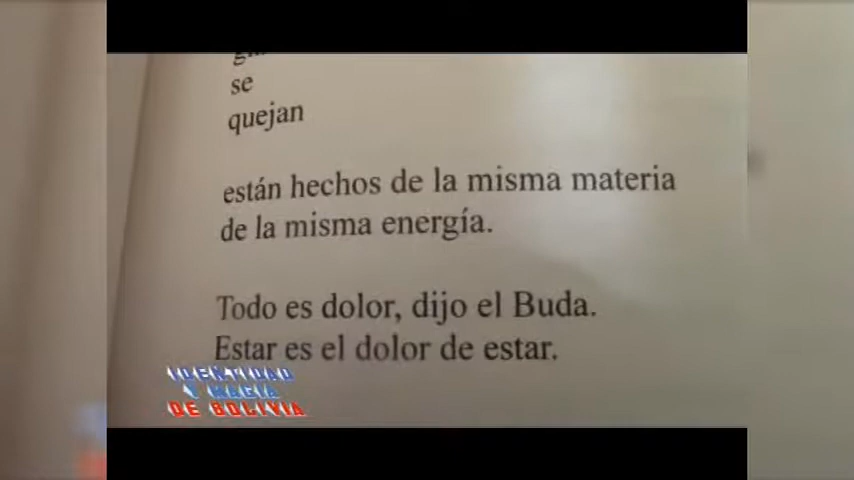 se
quejan
están hechos de la misma materia
de la misma energía.
Todo es dolor, dijo el Buda.
Estar es el dolor de estar.
IDENTIDAD
Y MAGIA
DE BOLIVIA